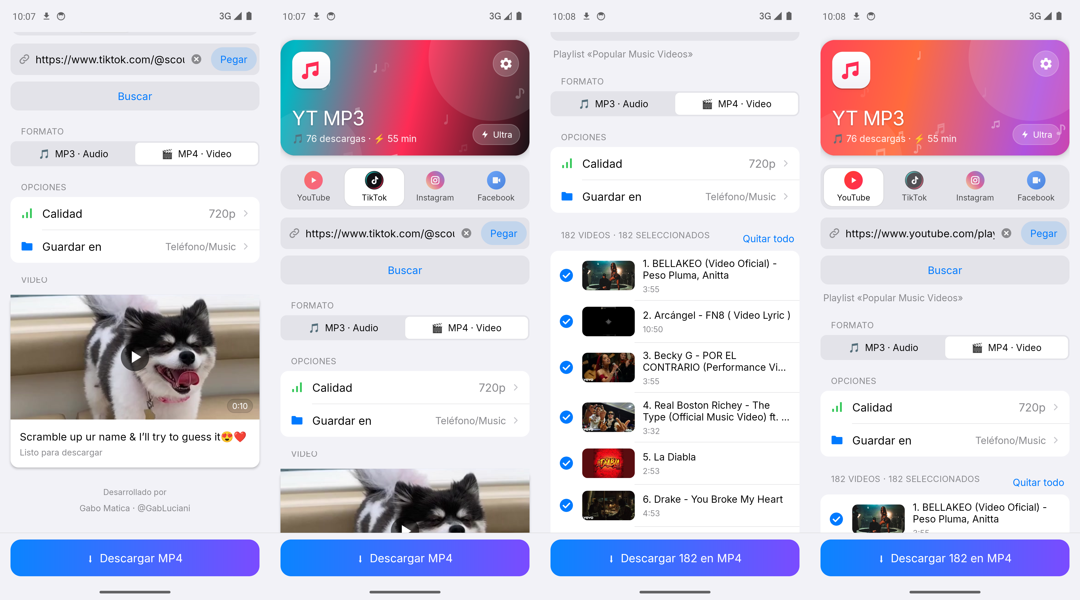 10:07
3G
https://www.tiktok.com/@scou
Pegar
Buscar
FORMATO
MP3 · Audio
MP4 · Video
OPCIONES
Calidad
720p
Guardar en
Teléfono/Music
VIDEO
0:10
Scramble up ur name & I'll try to guess it😍❤️
Listo para descargar
Desarrollado por
Gabo Matica · @GabLuciani
Descargar MP4
10:07
3G
YT MP3
76 descargas · ⚡ 55 min
Ultra
YouTube
TikTok
Instagram
Facebook
https://www.tiktok.com/@scou
Pegar
Buscar
FORMATO
MP3 · Audio
MP4 · Video
OPCIONES
Calidad
720p
Guardar en
Teléfono/Music
VIDEO
Descargar MP4
10:08
3G
Playlist «Popular Music Videos»
FORMATO
MP3 · Audio
MP4 · Video
OPCIONES
Calidad
720p
Guardar en
Teléfono/Music
182 VIDEOS · 182 SELECCIONADOS
Quitar todo
1. BELLAKEO (Video Oficial) -
Peso Pluma, Anitta
3:55
2. Arcángel - FN8 ( Video Lyric )
10:50
3. Becky G - POR EL
CONTRARIO (Performance Vi...
3:55
4. Real Boston Richey - The
Type (Official Music Video) ft. ...
3:32
5. La Diabla
2:53
6. Drake - You Broke My Heart
4:53
Descargar 182 en MP4
10:08
3G
YT MP3
76 descargas · ⚡ 55 min
Ultra
YouTube
TikTok
Instagram
Facebook
https://www.youtube.com/play
Pegar
Buscar
Playlist «Popular Music Videos»
FORMATO
MP3 · Audio
MP4 · Video
OPCIONES
Calidad
720p
Guardar en
Teléfono/Music
182 VIDEOS · 182 SELECCIONADOS
Quitar todo
1. BELLAKEO (Video Oficial) -
Peso Pluma, Anitta
3:55
Descargar 182 en MP4